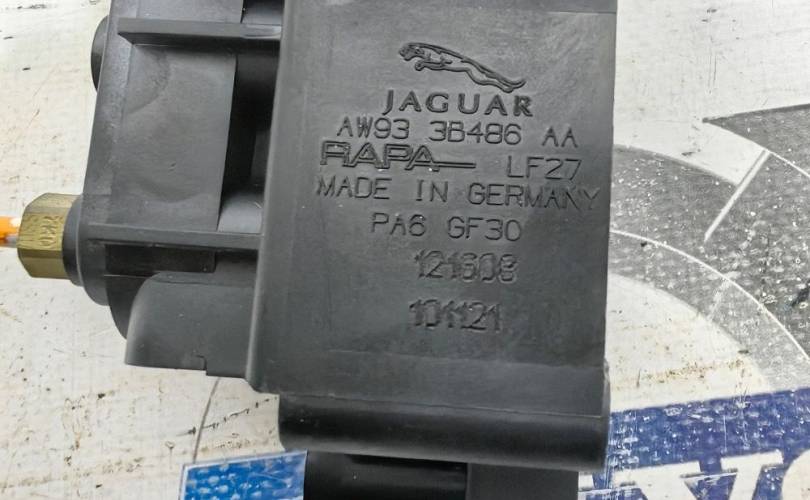 JAGUAR
AW93 3B486 AA
RAPA LF27
MADE IN GERMANY
PA6 GF30
121608
101121